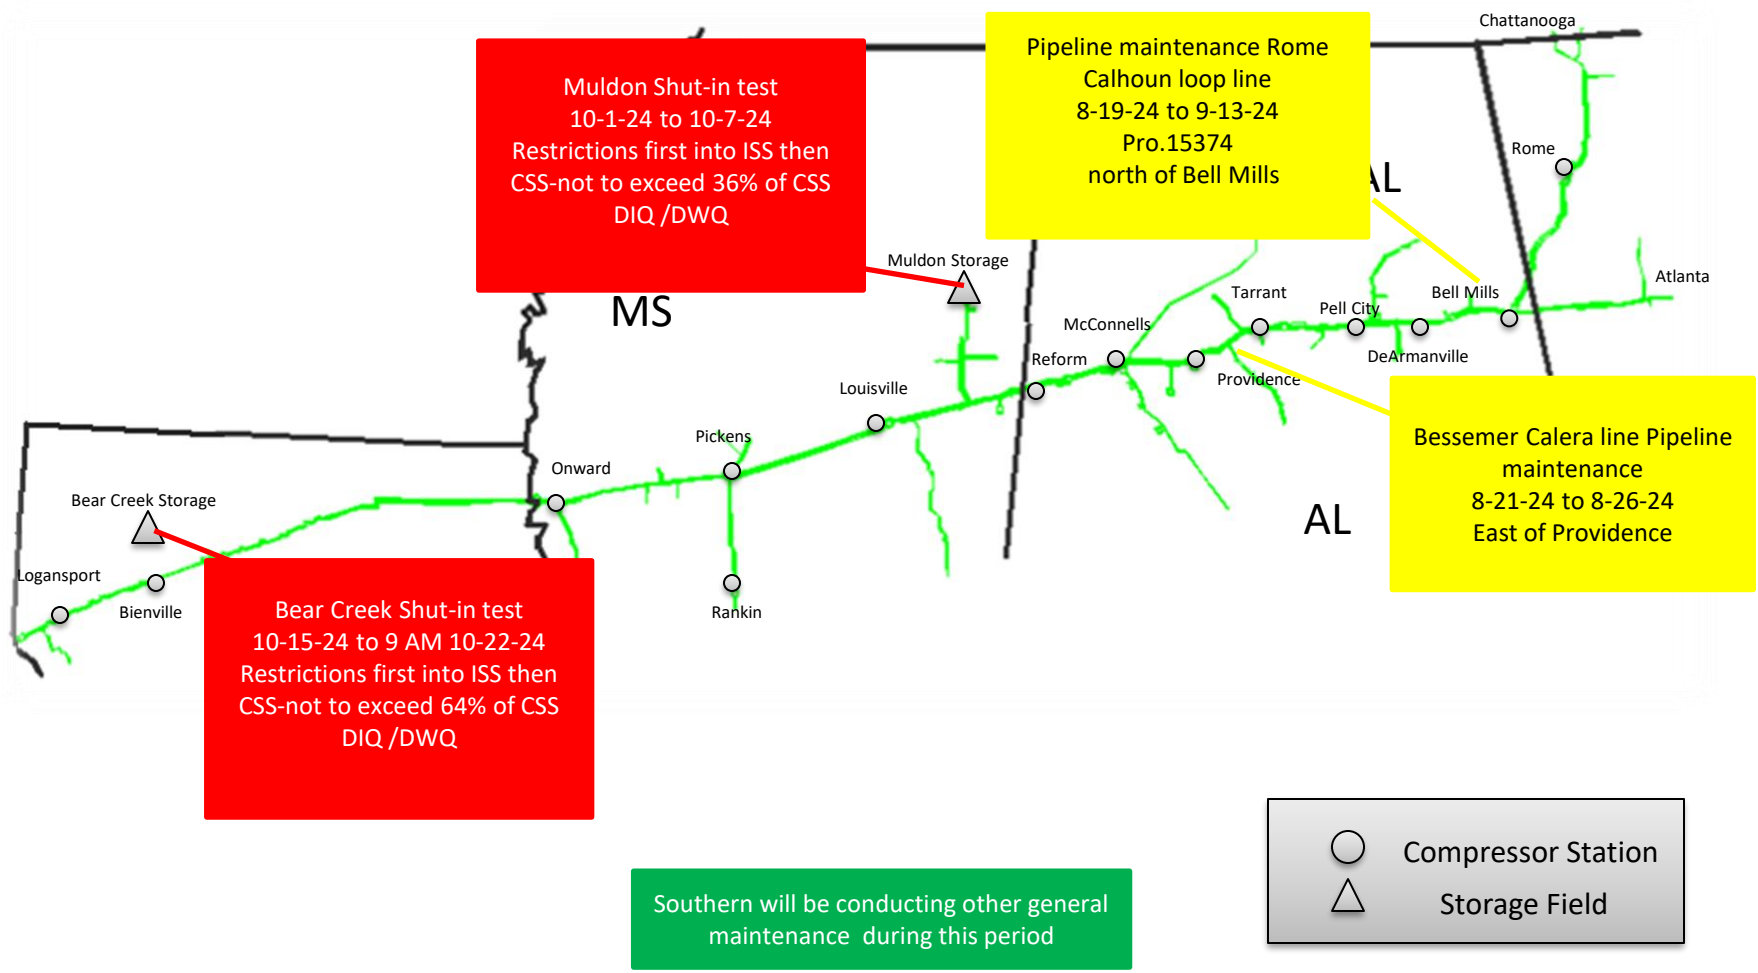 Chattanooga
Muldon Shut-in test
10-1-24 to 10-7-24
Restrictions first into ISS then
CSS-not to exceed 36% of CSS
DIQ /DWQ
Pipeline maintenance Rome
Calhoun loop line
8-19-24 to 9-13-24
Pro.15374
north of Bell Mills
Rome
AL
Muldon Storage
Atlanta
Tarrant
Bell Mills
MS
Pell City
McConnells
DeArmanville
Reform
Providence
Louisville
Pickens
Bessemer Calera line Pipeline
maintenance
8-21-24 to 8-26-24
East of Providence
Onward
Bear Creek Storage
AL
Logansport
Bienville
Rankin
Bear Creek Shut-in test
10-15-24 to 9 AM 10-22-24
Restrictions first into ISS then
CSS-not to exceed 64% of CSS
DIQ /DWQ
Compressor Station
Storage Field
Southern will be conducting other general
maintenance  during this period